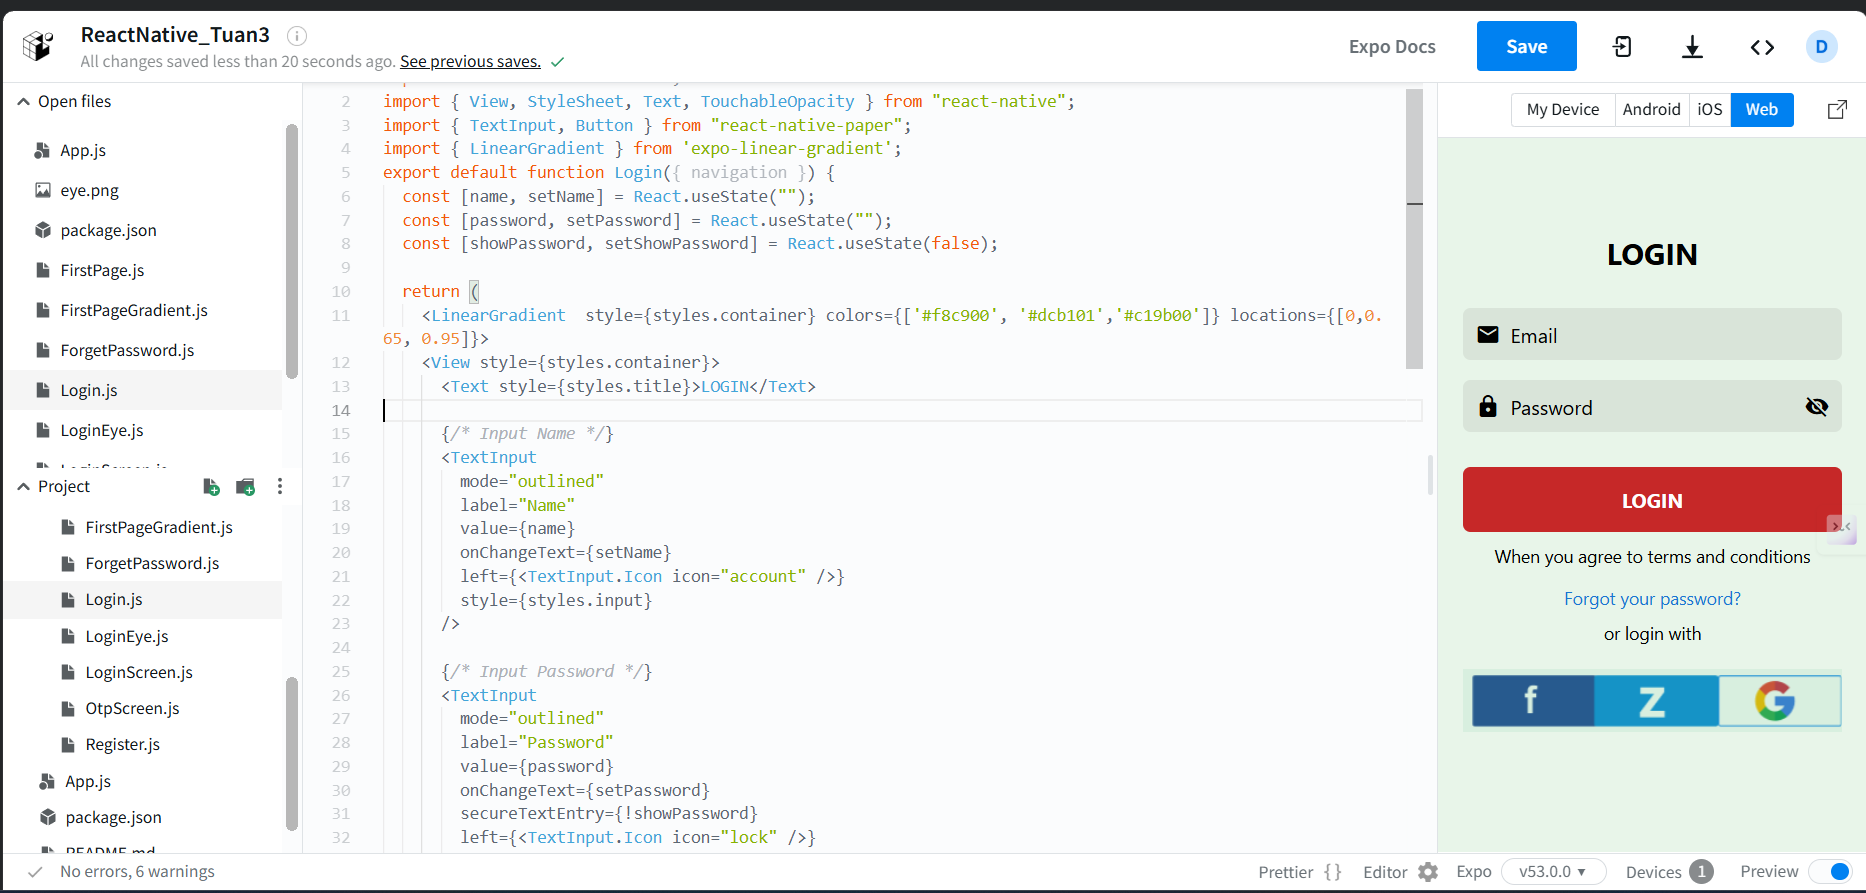 ReactNative_Tuan3
All changes saved less than 20 seconds ago. See previous saves.
Expo Docs
Save
D
Open files
App.js
eye.png
package.json
FirstPage.js
FirstPageGradient.js
ForgetPassword.js
Login.js
LoginEye.js
LoginScreen.js
Project
FirstPageGradient.js
ForgetPassword.js
Login.js
LoginEye.js
LoginScreen.js
OtpScreen.js
Register.js
App.js
package.json
README.md
2 import { View, StyleSheet, Text, TouchableOpacity } from "react-native";
3 import { TextInput, Button } from "react-native-paper";
4 import { LinearGradient } from 'expo-linear-gradient';
5 export default function Login({ navigation }) {
6 const [name, setName] = React.useState("");
7 const [password, setPassword] = React.useState("");
8 const [showPassword, setShowPassword] = React.useState(false);
9
10 return (
11 <LinearGradient  style={styles.container} colors={['#f8c900', '#dcb101','#c19b00']} locations={[0,0.
65, 0.95]}>
12 <View style={styles.container}>
13 <Text style={styles.title}>LOGIN</Text>
14
15 {/* Input Name */}
16 <TextInput
17 mode="outlined"
18 label="Name"
19 value={name}
20 onChangeText={setName}
21 left={<TextInput.Icon icon="account" />}
22 style={styles.input}
23 />
24
25 {/* Input Password */}
26 <TextInput
27 mode="outlined"
28 label="Password"
29 value={password}
30 onChangeText={setPassword}
31 secureTextEntry={!showPassword}
32 left={<TextInput.Icon icon="lock" />}
My Device Android iOS Web
LOGIN
Email
Password
LOGIN
When you agree to terms and conditions
Forgot your password?
or login with
f Z G
No errors, 6 warnings
Prettier {} Editor Expo v53.0.0 Devices 1 Preview